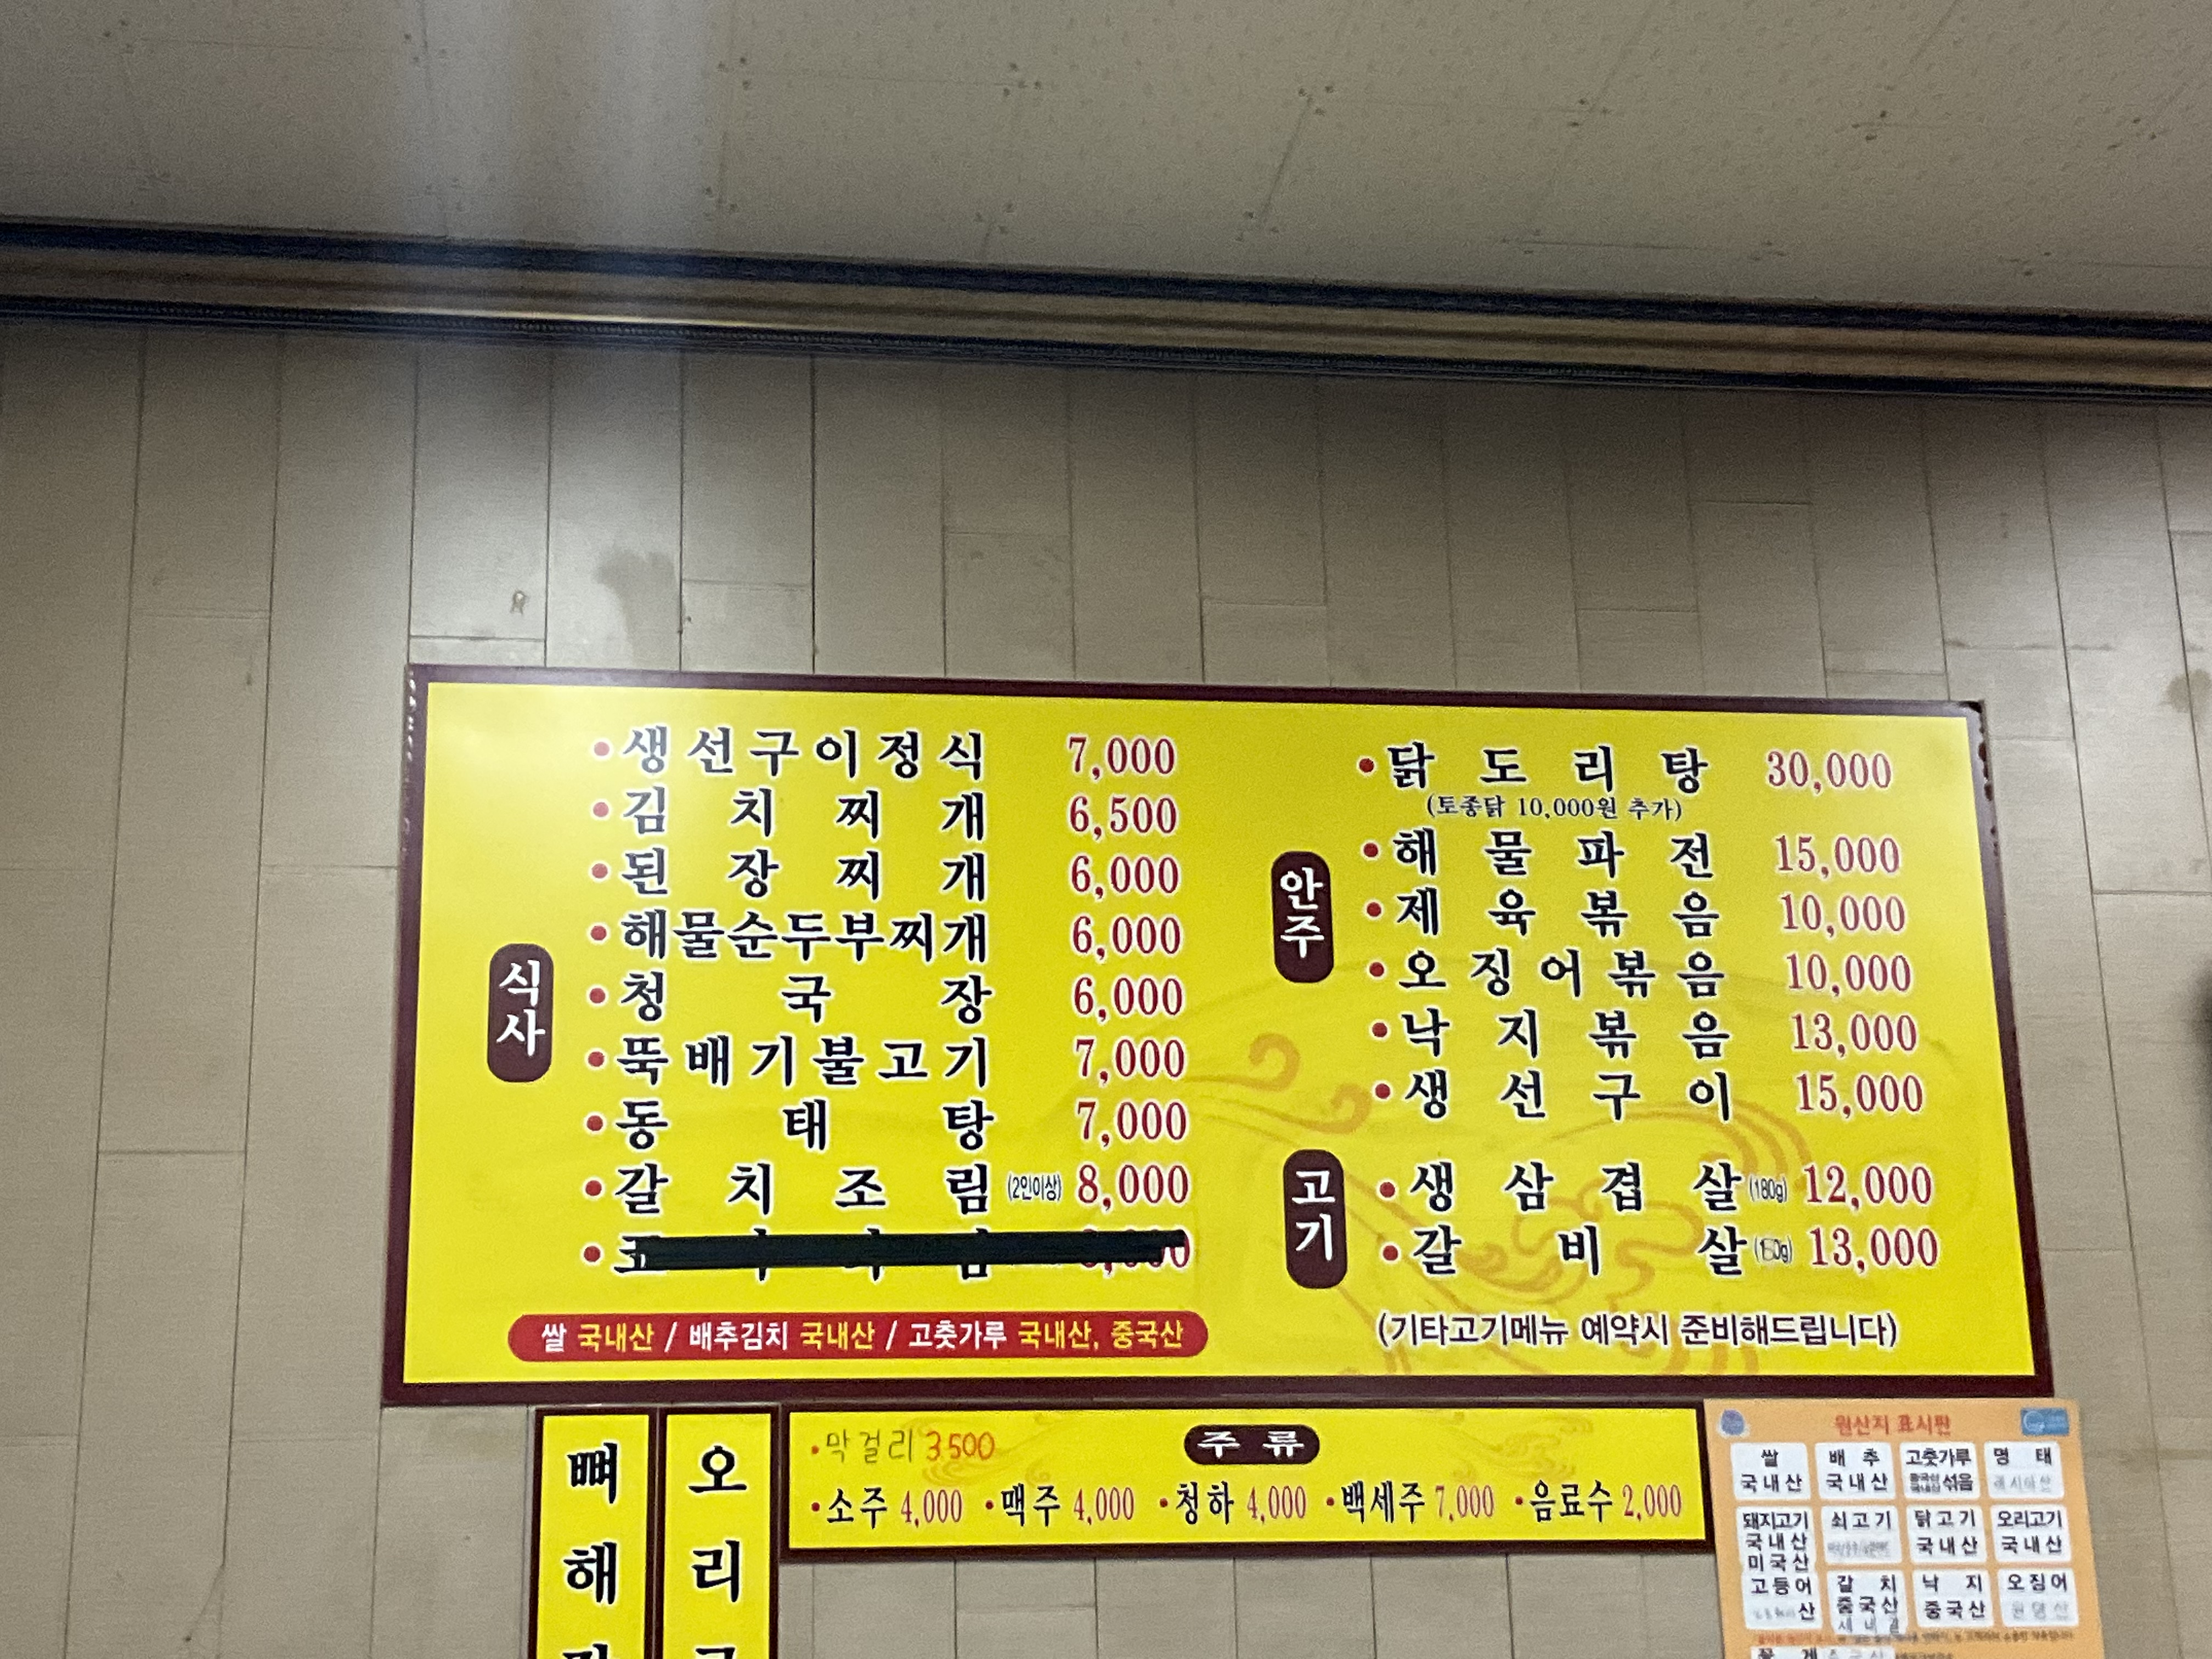 식사
생선구이정식 7,000
김치찌개 6,500
된장찌개 6,000
해물순두부찌개 6,000
청국장 6,000
뚝배기불고기 7,000
동태탕 7,000
갈치조림 (2인이상) 8,000
쌀 국내산 / 배추김치 국내산 / 고춧가루 국내산, 중국산
안주
닭도리탕 30,000
(토종닭 10,000원 추가)
해물파전 15,000
제육볶음 10,000
오징어볶음 10,000
낙지볶음 13,000
생선구이 15,000
고기
생삼겹살 (180g) 12,000
갈비살 13,000
(기타고기메뉴 예약시 준비해드립니다)
뼈해
오리
주류
막걸리 3500
소주 4,000 맥주 4,000 청하 4,000 백세주 7,000 음료수 2,000
원산지 표시판
쌀 배추 고춧가루 명태
국내산 국내산 섞음
돼지고기 쇠고기 닭고기 오리고기
국내산 국내산 국내산
미국산
고등어 갈치 낙지 오징어
산 중국산 중국산 원양산